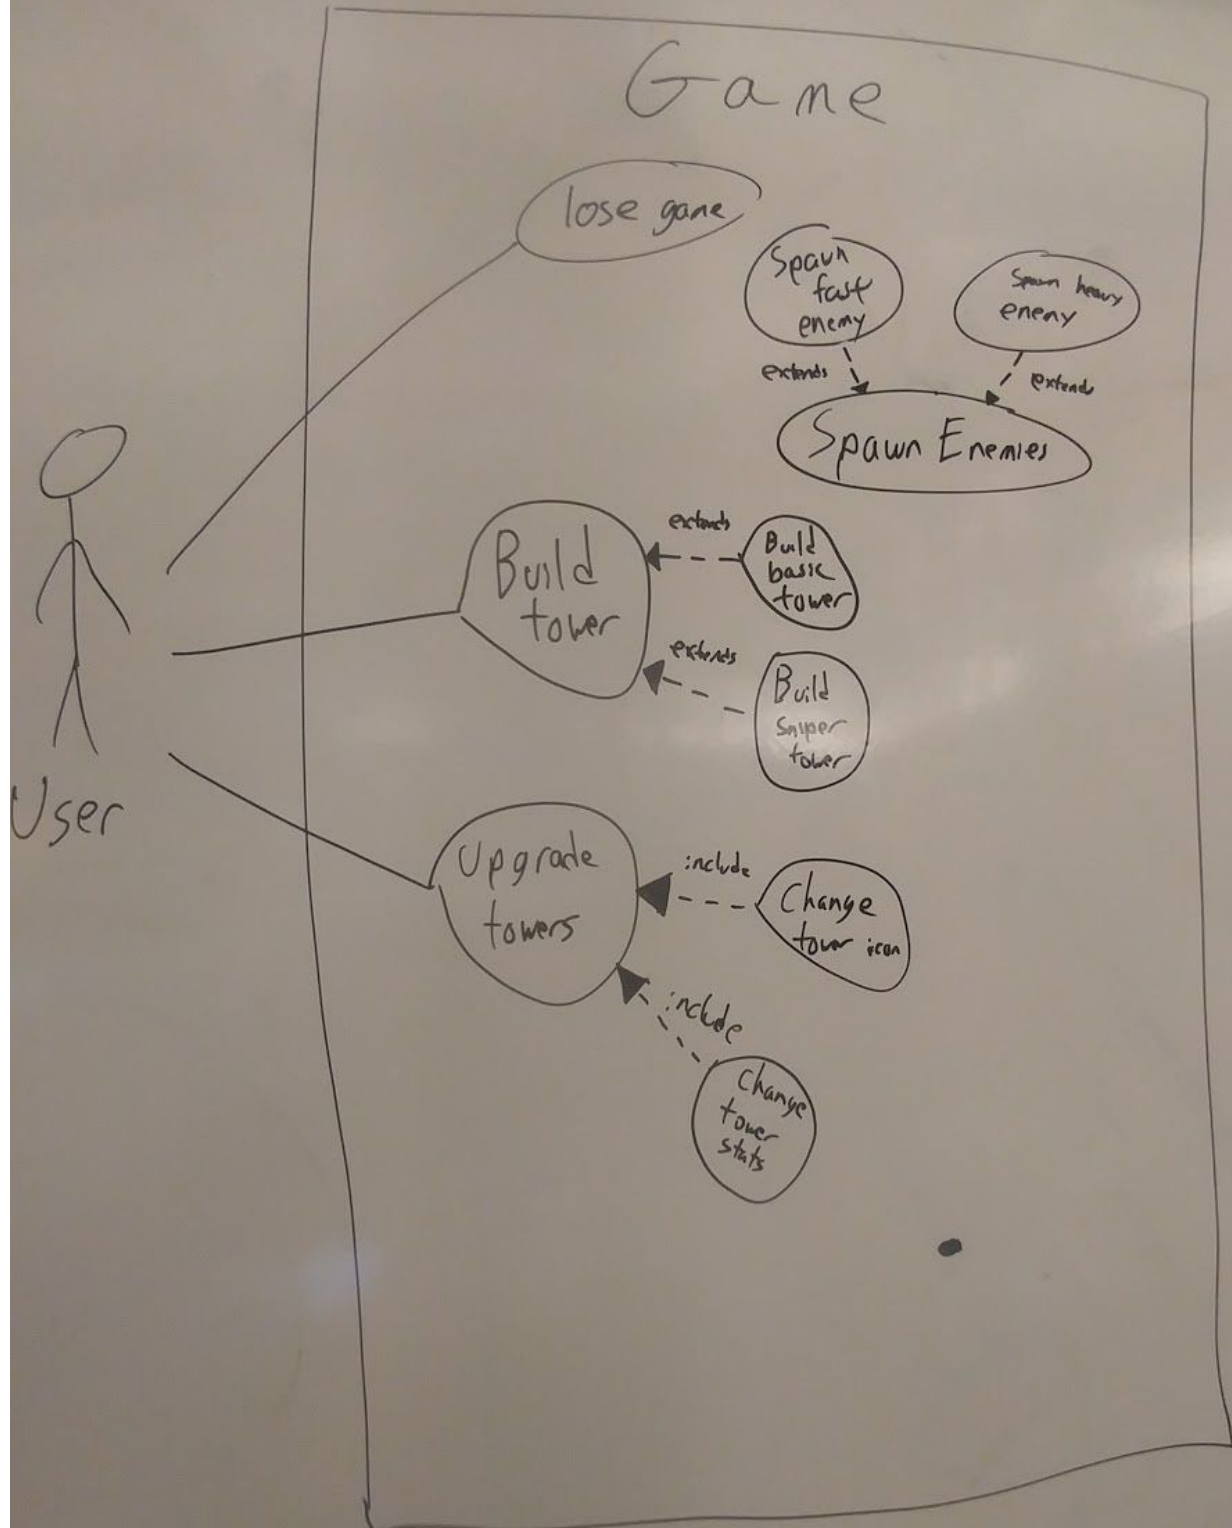 Game
lose game
Spawn
fast
enemy
Spawn heavy
enemy
extends
extends
Spawn Enemies
User
Build
tower
extends
Build
basic
tower
extends
Build
Sniper
tower
Upgrade
towers
include
Change
tower icon
include
Change
tower
stats